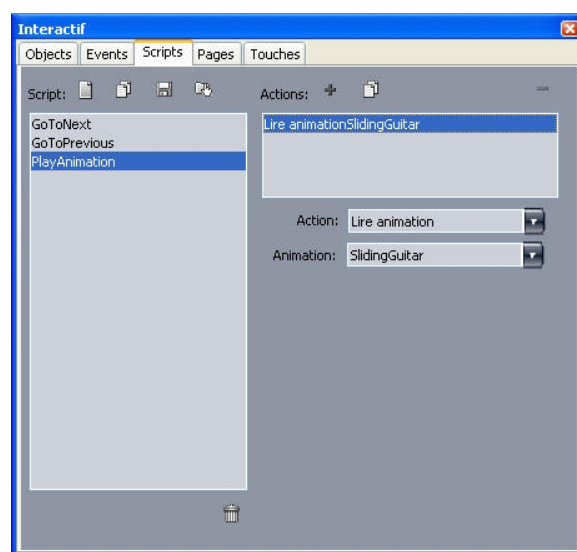 Interactif
Objects Events Scripts Pages Touches
Script: Actions:
GoToNext
GoToPrevious
PlayAnimation
Lire animationSlidingGuitar
Action: Lire animation
Animation: SlidingGuitar